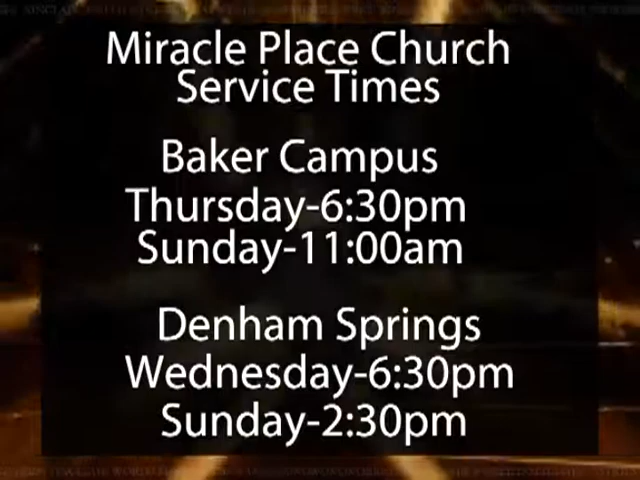 Miracle Place Church
Service Times
Baker Campus
Thursday-6:30pm
Sunday-11:00am
Denham Springs
Wednesday-6:30pm
Sunday-2:30pm